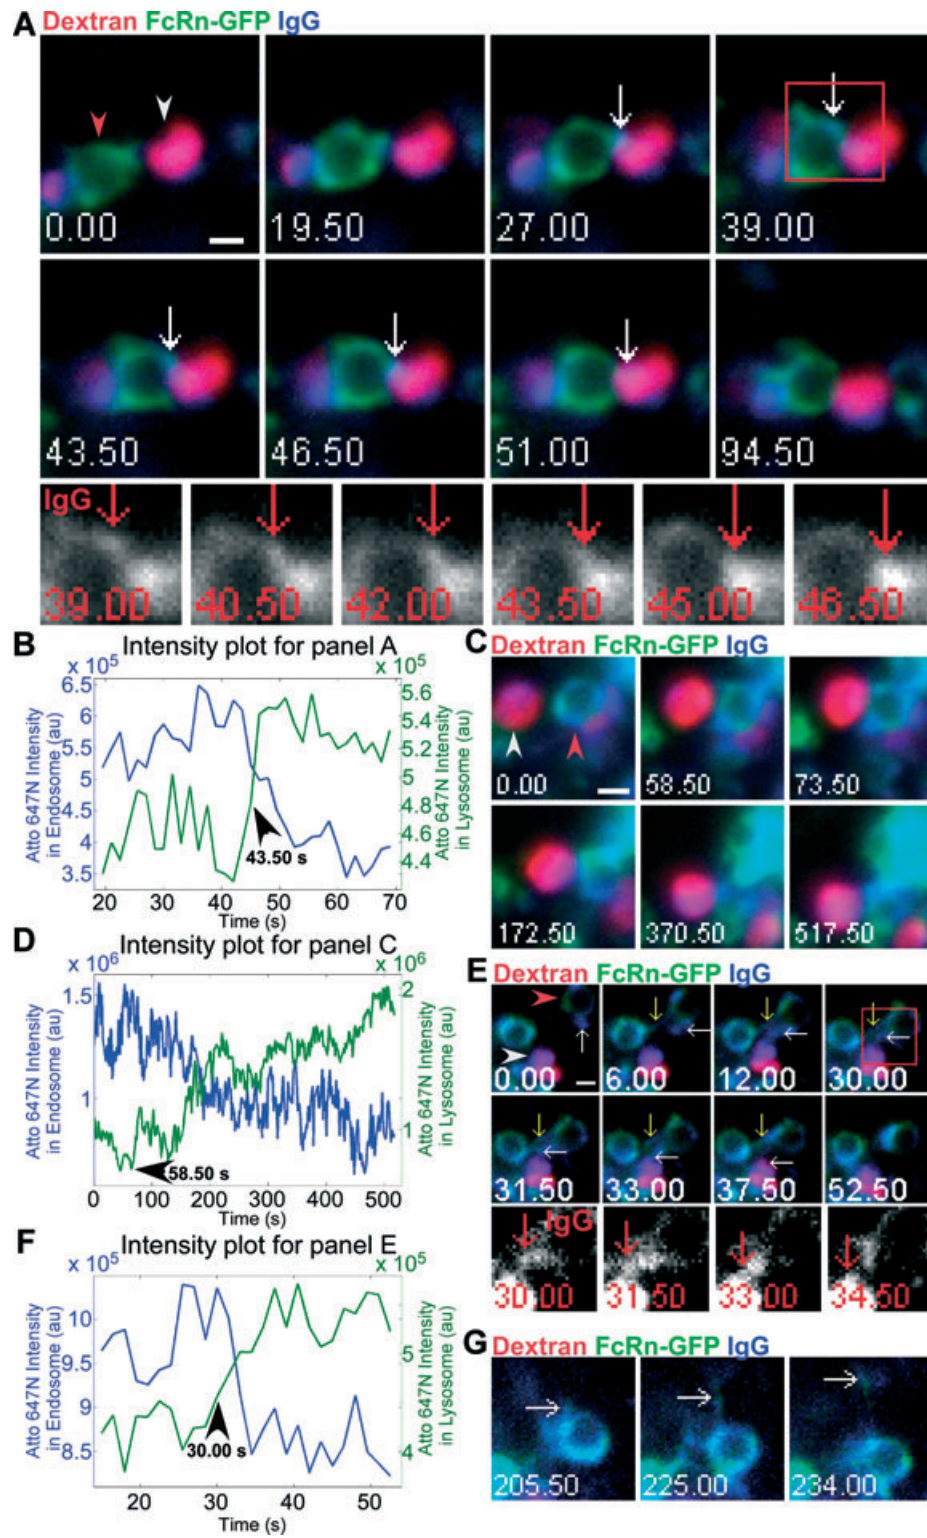 A Dextran FcRn-GFP IgG
0.00
19.50
27.00
39.00
43.50
46.50
51.00
94.50
IgG
39.00
40.50
42.00
43.50
45.00
46.50
B Intensity plot for panel A
x 10^5
x 10^5
6.5
6
5.5
5
4.5
4
3.5
5.6
5.4
5.2
5
4.8
4.6
4.4
Atto 647N Intensity
in Endosome (au)
Atto 647N Intensity
in Lysosome (au)
43.50 s
20 30 40 50 60 70
Time (s)
C Dextran FcRn-GFP IgG
0.00
58.50
73.50
172.50
370.50
517.50
D Intensity plot for panel C
x 10^6
x 10^6
1.5
1
2
1
Atto 647N Intensity
in Endosome (au)
Atto 647N Intensity
in Lysosome (au)
58.50 s
0 100 200 300 400 500
Time (s)
E Dextran FcRn-GFP IgG
0.00
6.00
12.00
30.00
31.50
33.00
37.50
52.50
IgG
30.00
31.50
33.00
34.50
F Intensity plot for panel E
x 10^5
x 10^5
10
9.5
9
8.5
5
4
Atto 647N Intensity
in Endosome (au)
Atto 647N Intensity
in Lysosome (au)
30.00 s
20 30 40 50
Time (s)
G Dextran FcRn-GFP IgG
205.50
225.00
234.00